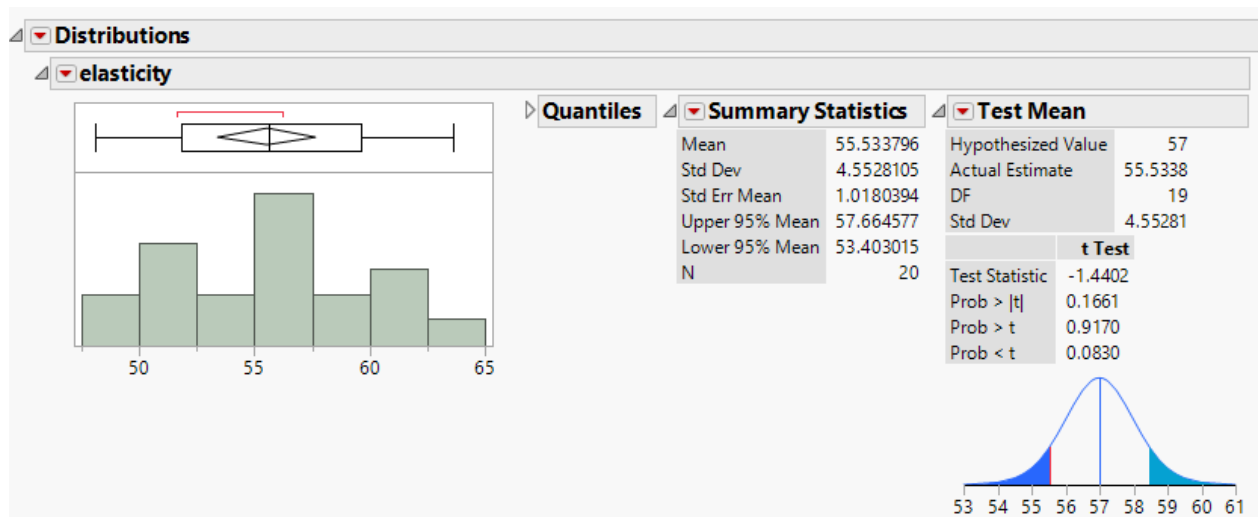 Distributions
elasticity
50 55 60 65
Quantiles
Summary Statistics
Mean 55.533796
Std Dev 4.5528105
Std Err Mean 1.0180394
Upper 95% Mean 57.664577
Lower 95% Mean 53.403015
N 20
Test Mean
Hypothesized Value 57
Actual Estimate 55.5338
DF 19
Std Dev 4.55281
t Test
Test Statistic -1.4402
Prob > |t| 0.1661
Prob > t 0.9170
Prob < t 0.0830
53 54 55 56 57 58 59 60 61